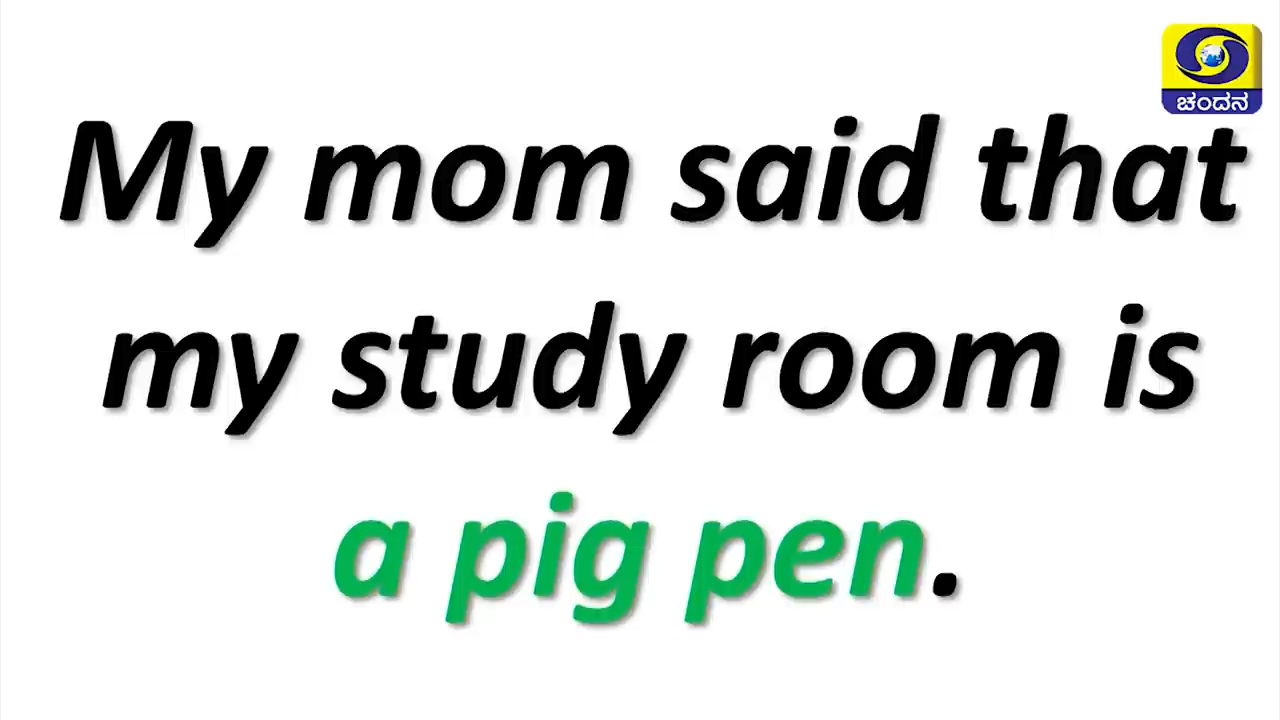 ಚಂದನ
My mom said that
my study room is
a pig pen.